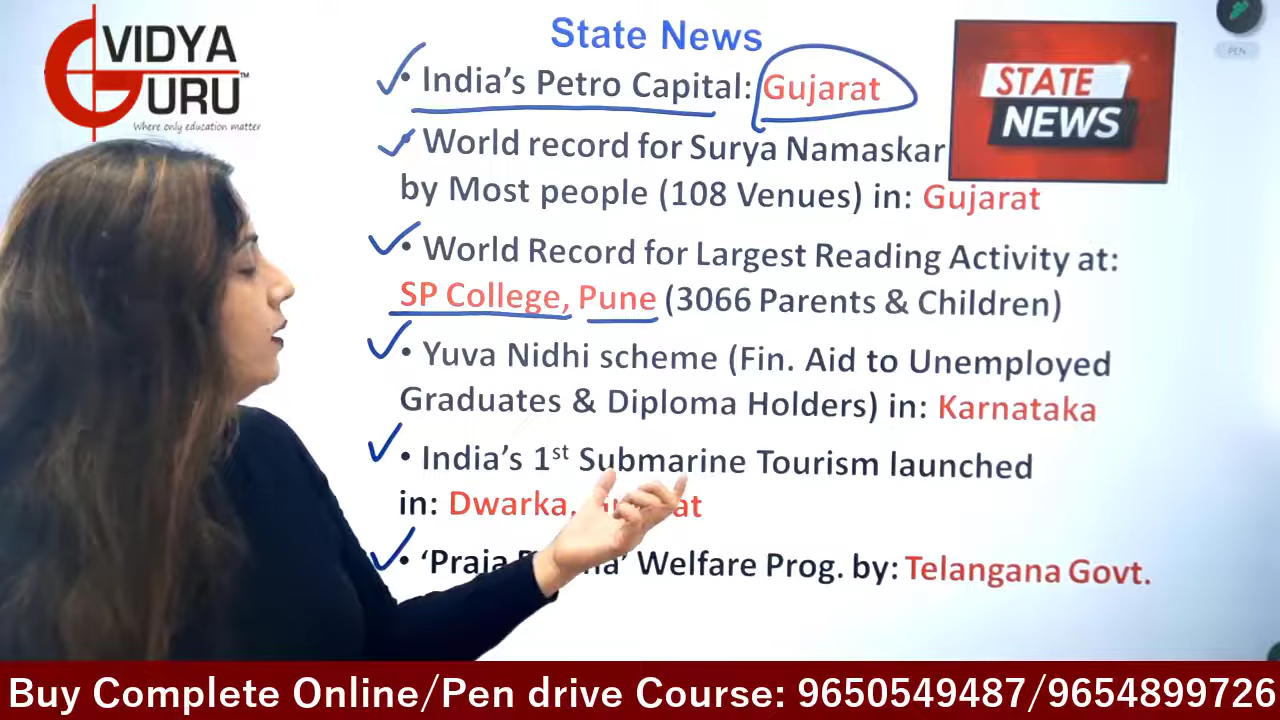 VIDYA
GURU™
Where only education matter
State News
• India's Petro Capital: Gujarat
• World record for Surya Namaskar
by Most people (108 Venues) in: Gujarat
• World Record for Largest Reading Activity at:
SP College, Pune (3066 Parents & Children)
• Yuva Nidhi scheme (Fin. Aid to Unemployed
Graduates & Diploma Holders) in: Karnataka
• India's 1st Submarine Tourism launched
in: Dwarka,
• 'Praja Welfare Prog. by: Telangana Govt.
STATE
NEWS
PEN
Buy Complete Online/Pen drive Course: 9650549487/9654899726